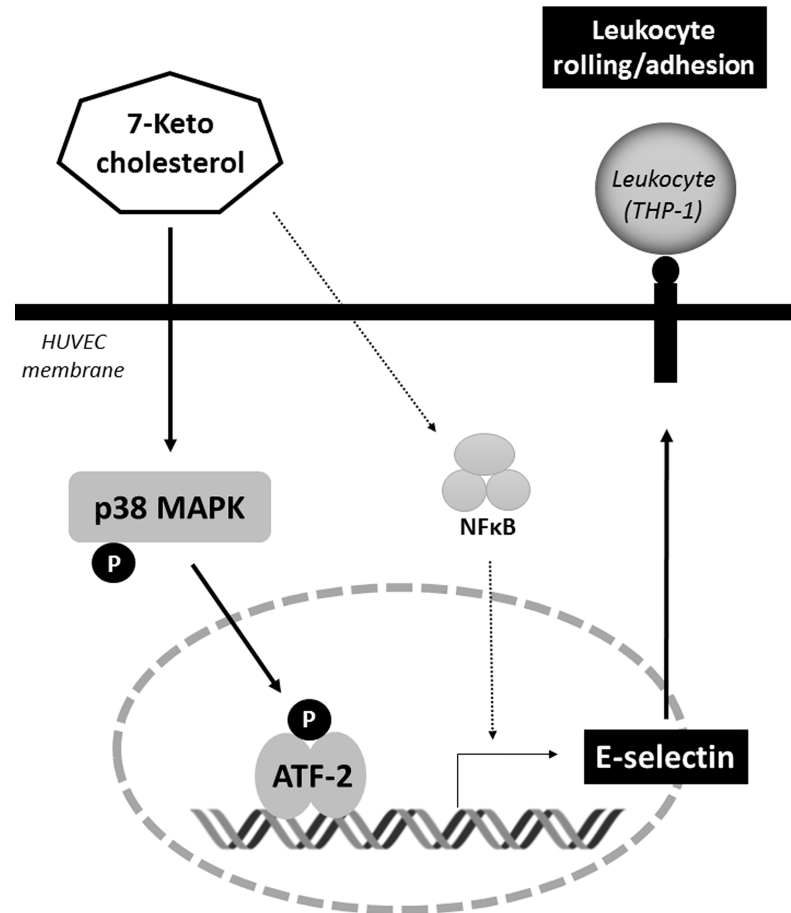 Leukocyte
rolling/adhesion
7-Keto
cholesterol
Leukocyte
(THP-1)
HUVEC
membrane
p38 MAPK
P
NFκB
P
ATF-2
E-selectin